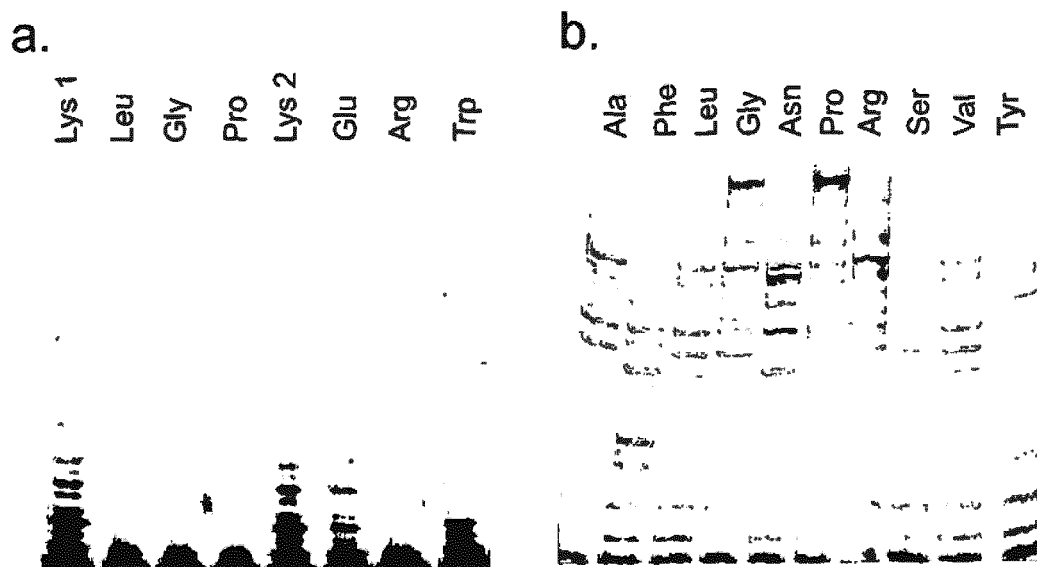 a.
Lys 1 Leu Gly Pro Lys 2 Glu Arg Trp
b.
Ala Phe Leu Gly Asn Pro Arg Ser Val Tyr